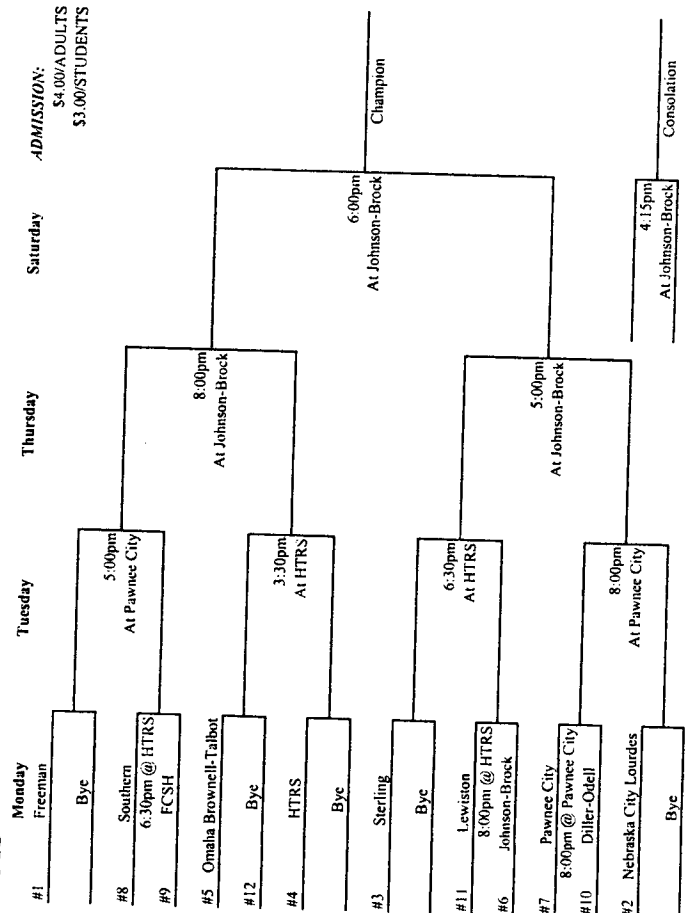 Monday
Tuesday
Thursday
Saturday
ADMISSION:
$4.00/ADULTS
$3.00/STUDENTS
#1 Freeman
Bye
5:00pm
At Pawnee City
#8 Southern
6:30pm @ HTRS
#9 FCSH
8:00pm
At Johnson-Brock
#5 Omaha Brownell-Talbot
#12 Bye
3:30pm
At HTRS
#4 HTRS
Bye
6:00pm
At Johnson-Brock
Champion
#3 Sterling
Bye
6:30pm
At HTRS
#11 Lewiston
8:00pm @ HTRS
#6 Johnson-Brock
5:00pm
At Johnson-Brock
#7 Pawnee City
8:00pm @ Pawnee City
#10 Diller-Odell
8:00pm
At Pawnee City
#2 Nebraska City Lourdes
Bye
4:15pm
At Johnson-Brock
Consolation